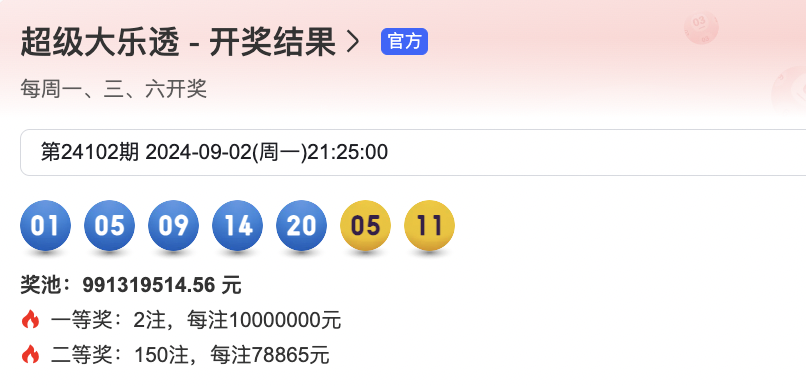 超级大乐透 - 开奖结果 官方
每周一、三、六开奖
第24102期 2024-09-02(周一)21:25:00
01 05 09 14 20 05 11
奖池：991319514.56 元
一等奖：2注，每注10000000元
二等奖：150注，每注78865元